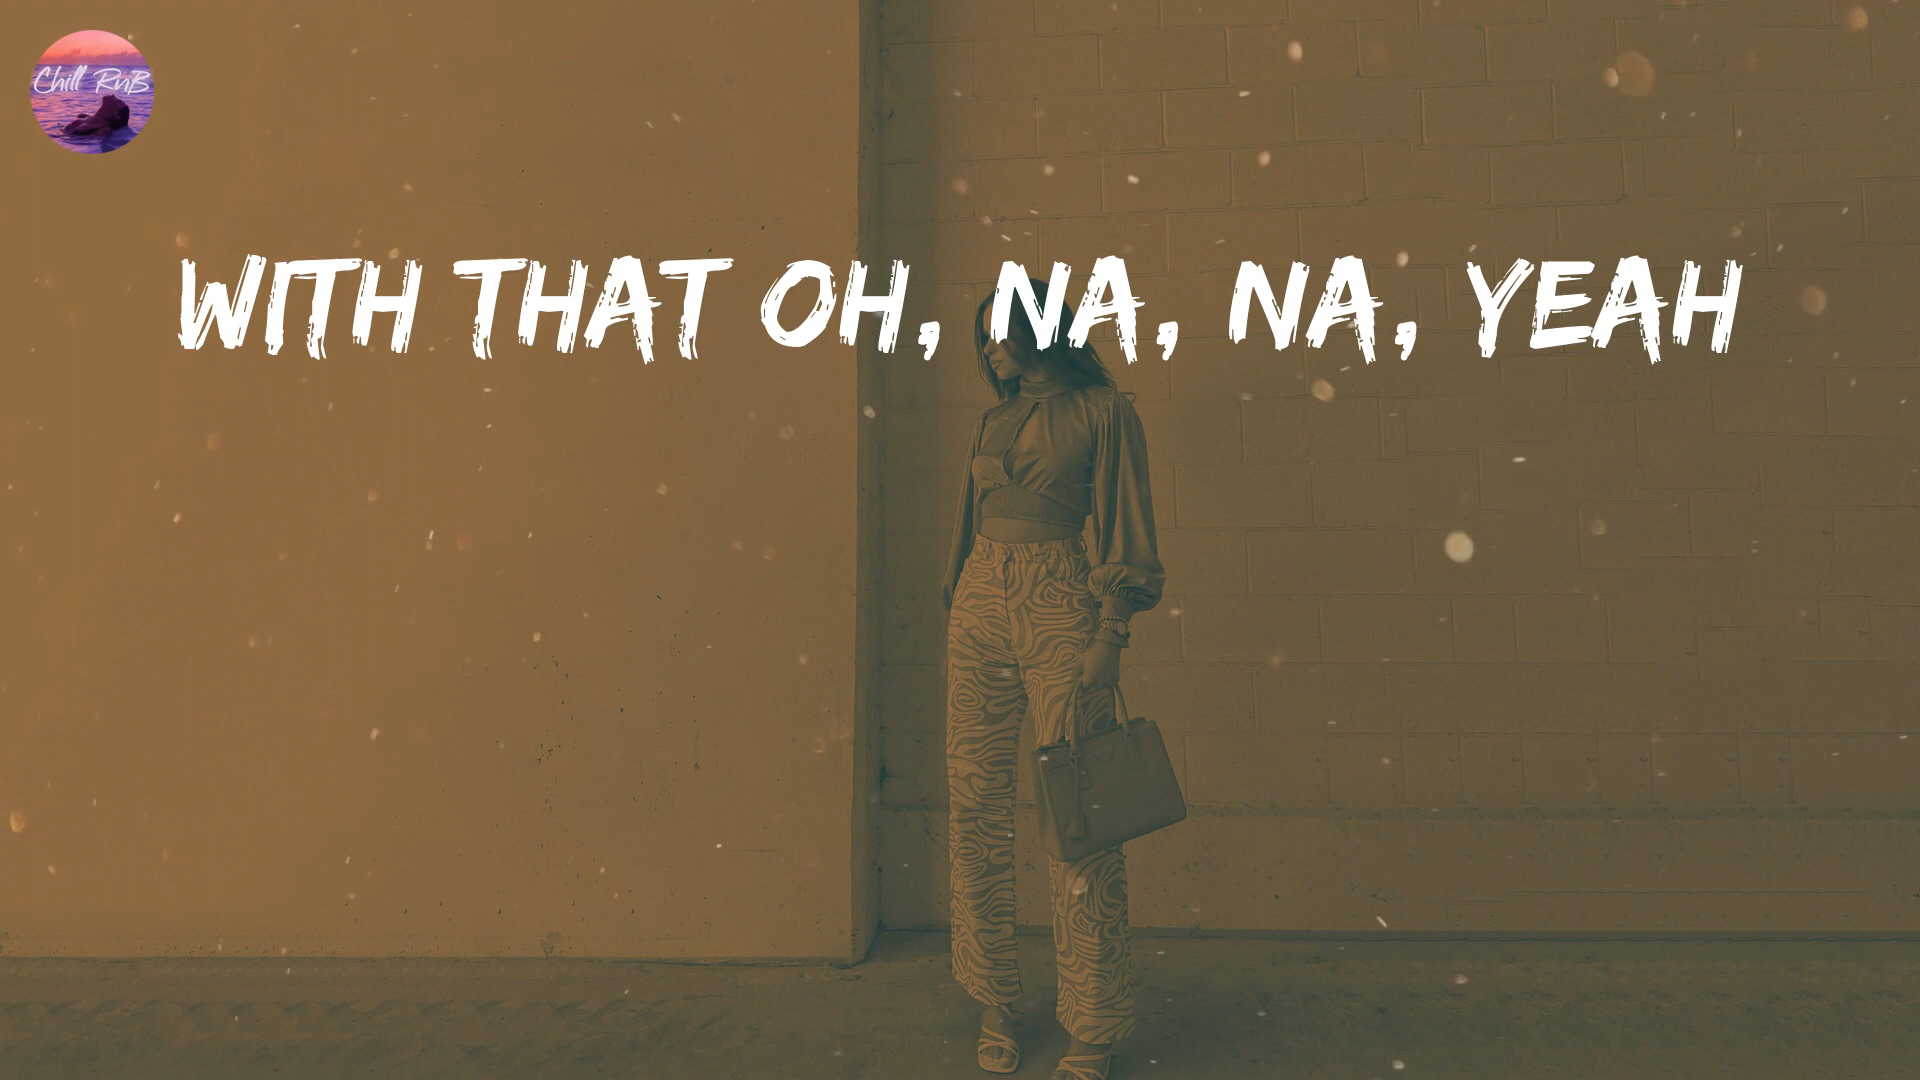 Chill RnB
WITH THAT OH, NA, NA, YEAH